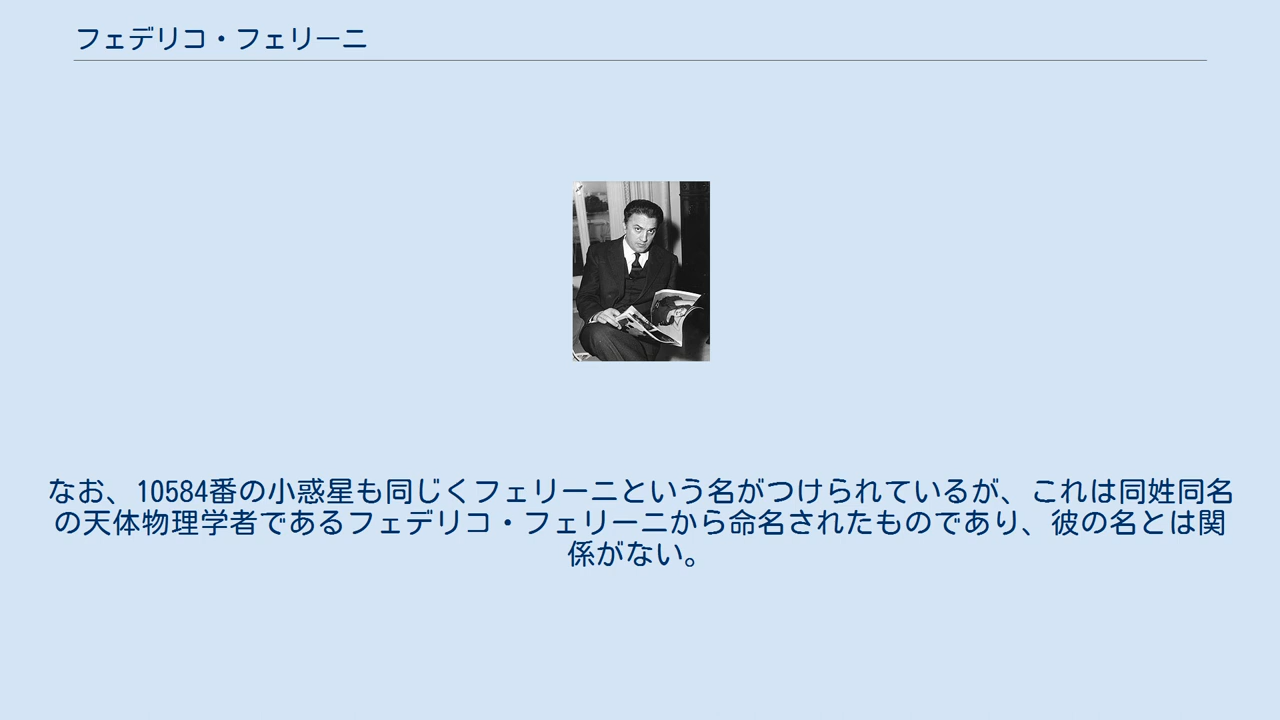 フェデリコ・フェリーニ
なお、10584番の小惑星も同じくフェリーニという名がつけられているが、これは同姓同名
の天体物理学者であるフェデリコ・フェリーニから命名されたものであり、彼の名とは関
係がない。